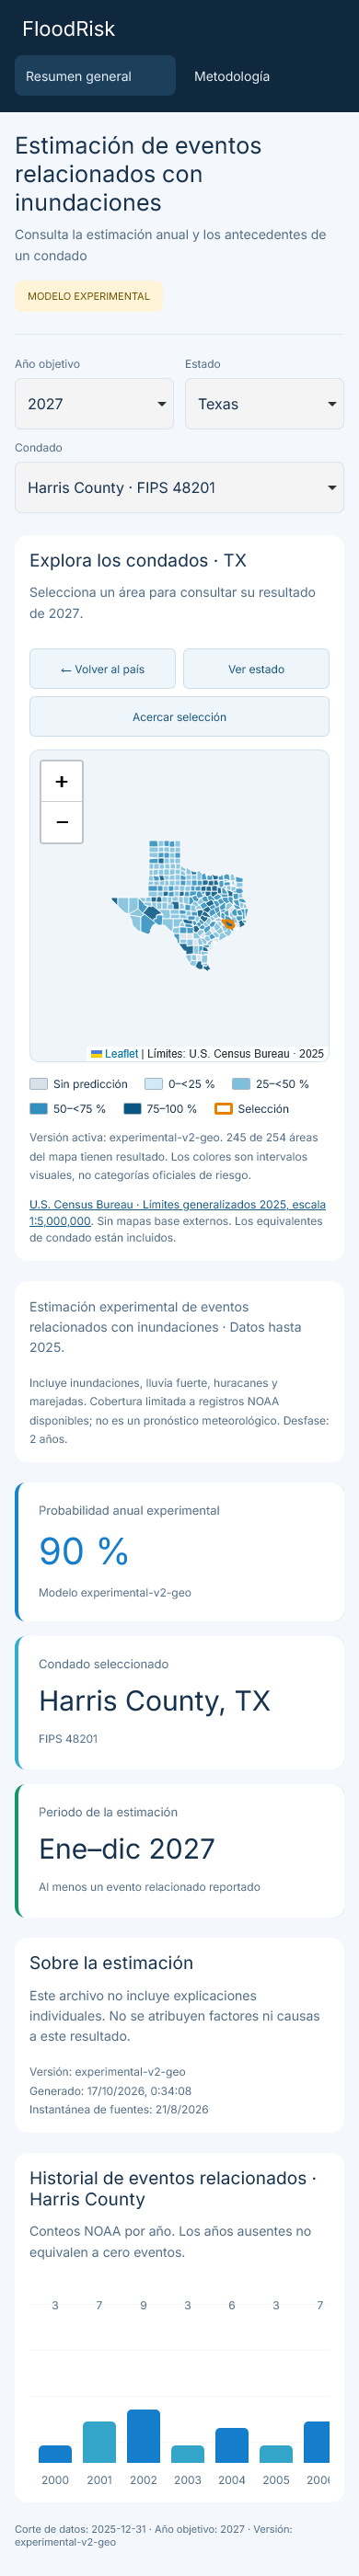 FloodRisk
Resumen general
Metodología
Estimación de eventos
relacionados con
inundaciones
Consulta la estimación anual y los antecedentes de
un condado
MODELO EXPERIMENTAL
Año objetivo
Estado
2027
Texas
Condado
Harris County · FIPS 48201
Explora los condados · TX
Selecciona un área para consultar su resultado
de 2027.
← Volver al país
Ver estado
Acercar selección
+
−
Leaflet | Límites: U.S. Census Bureau · 2025
Sin predicción
0–<25 %
25–<50 %
50–<75 %
75–100 %
Selección
Versión activa: experimental-v2-geo. 245 de 254 áreas
del mapa tienen resultado. Los colores son intervalos
visuales, no categorías oficiales de riesgo.
U.S. Census Bureau · Límites generalizados 2025, escala
1:5,000,000. Sin mapas base externos. Los equivalentes
de condado están incluidos.
Estimación experimental de eventos
relacionados con inundaciones · Datos hasta
2025.
Incluye inundaciones, lluvia fuerte, huracanes y
marejadas. Cobertura limitada a registros NOAA
disponibles; no es un pronóstico meteorológico. Desfase:
2 años.
Probabilidad anual experimental
90 %
Modelo experimental-v2-geo
Condado seleccionado
Harris County, TX
FIPS 48201
Periodo de la estimación
Ene–dic 2027
Al menos un evento relacionado reportado
Sobre la estimación
Este archivo no incluye explicaciones
individuales. No se atribuyen factores ni causas
a este resultado.
Versión: experimental-v2-geo
Generado: 17/10/2026, 0:34:08
Instantánea de fuentes: 21/8/2026
Historial de eventos relacionados ·
Harris County
Conteos NOAA por año. Los años ausentes no
equivalen a cero eventos.
3 7 9 3 6 3 7
2000 2001 2002 2003 2004 2005 2006
Corte de datos: 2025-12-31 · Año objetivo: 2027 · Versión:
experimental-v2-geo